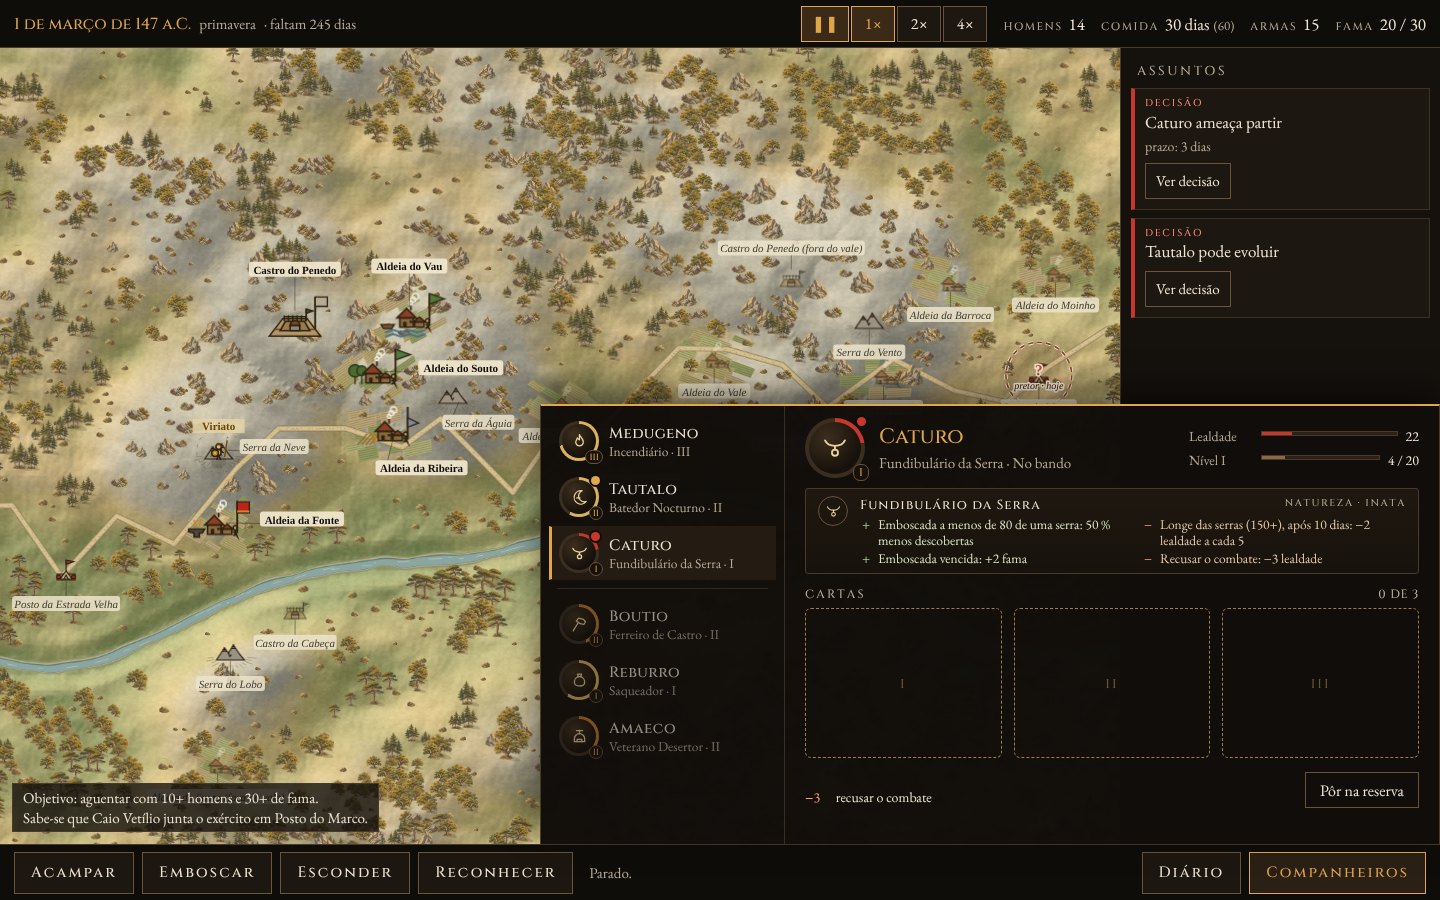 1 DE MARÇO DE 147 A.C. primavera · faltam 245 dias
1× 2× 4×
HOMENS 14 COMIDA 30 dias (60) ARMAS 15 FAMA 20 / 30
ASSUNTOS
DECISÃO
Caturo ameaça partir
prazo: 3 dias
Ver decisão
DECISÃO
Tautalo pode evoluir
Ver decisão
Castro do Penedo (fora do vale)
Castro do Penedo
Aldeia do Vau
Aldeia da Barroca
Aldeia do Moinho
Serra do Vento
Aldeia do Souto
Aldeia do Vale
?
pretor · hoje
Serra da Águia
Viriato
Serra da Neve
Aldeia da Ribeira
Aldeia da Fonte
Posto da Estrada Velha
Castro da Cabeça
Serra do Lobo
Objetivo: aguentar com 10+ homens e 30+ de fama.
Sabe-se que Caio Vetílio junta o exército em Posto do Marco.
MEDUGENO
Incendiário · III
III
TAUTALO
Batedor Nocturno · II
II
CATURO
Fundibulário da Serra · I
I
BOUTIO
Ferreiro de Castro · II
II
REBURRO
Saqueador · I
I
AMAECO
Veterano Desertor · II
II
CATURO
Fundibulário da Serra · No bando
I
Lealdade 22
Nível I 4 / 20
FUNDIBULÁRIO DA SERRA
NATUREZA · INATA
+ Emboscada a menos de 80 de uma serra: 50 %
menos descobertas
+ Emboscada vencida: +2 fama
− Longe das serras (150+), após 10 dias: −2
lealdade a cada 5
− Recusar o combate: −3 lealdade
CARTAS
0 DE 3
I
II
III
−3 recusar o combate
Pôr na reserva
ACAMPAR
EMBOSCAR
ESCONDER
RECONHECER
Parado.
DIÁRIO
COMPANHEIROS